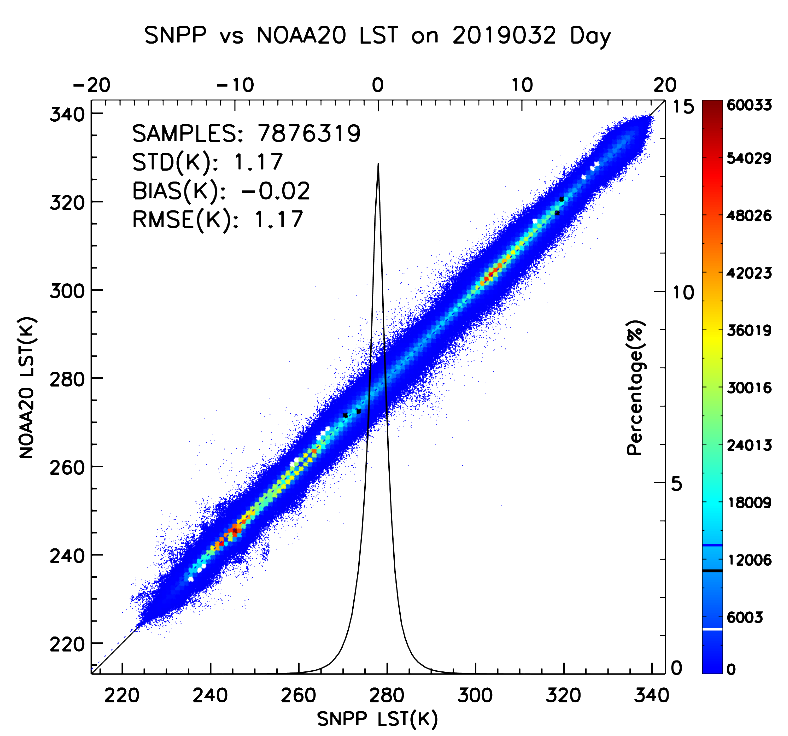 SNPP vs NOAA20 LST on 2019032 Day
-20 -10 0 10 20
SAMPLES: 7876319
STD(K): 1.17
BIAS(K): -0.02
RMSE(K): 1.17
340
320
300
280
260
240
220
NOAA20 LST(K)
15
10
5
0
Percentage(%)
60033
54029
48026
42023
36019
30016
24013
18009
12006
6003
0
220 240 260 280 300 320 340
SNPP LST(K)